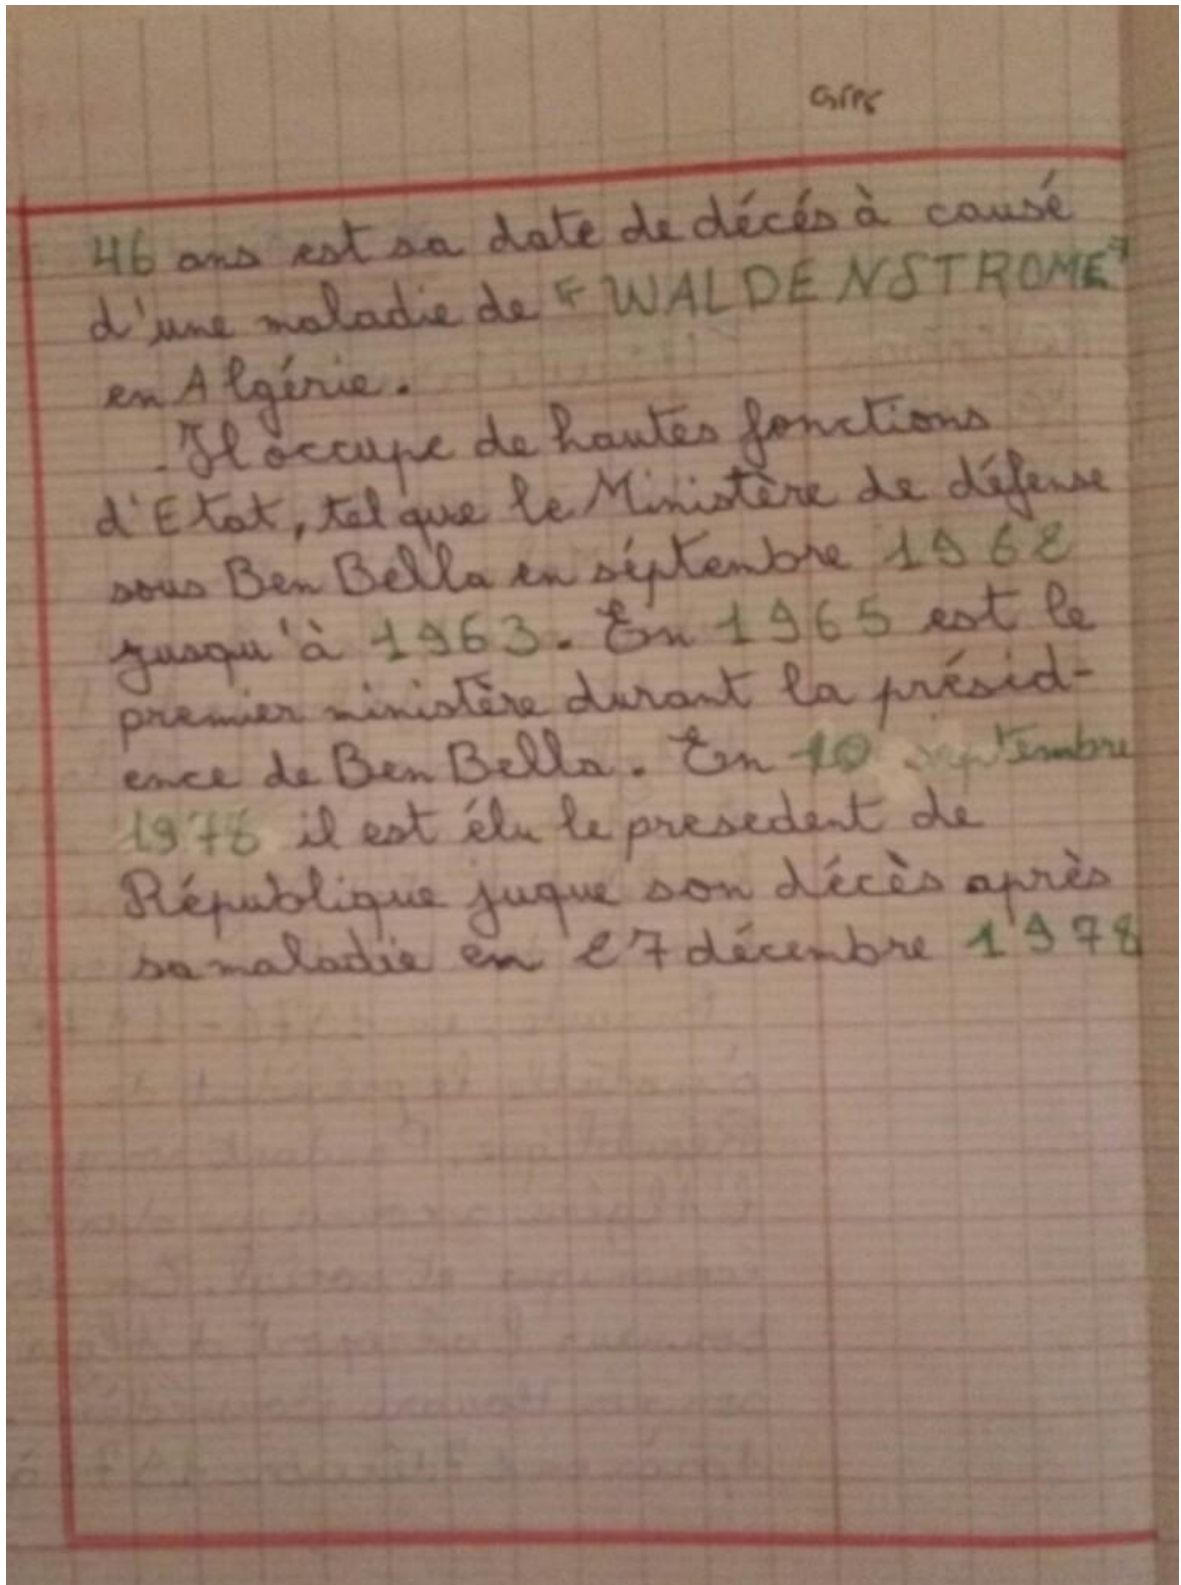 46 ans est sa date de décés à causé
d'une maladie de "WALDENSTROME"
en Algérie.
Il occupe de hautes fonctions
d'Etat, tel que le Ministère de défense
sous Ben Bella en séptembre 1962
jusqu'à 1963. En 1965 est le
premier ministère durant la présid-
ence de Ben Bella. En 10 septembre
1976 il est élu le presedent de
République juque son décès après
sa maladie en 27 décembre 1978